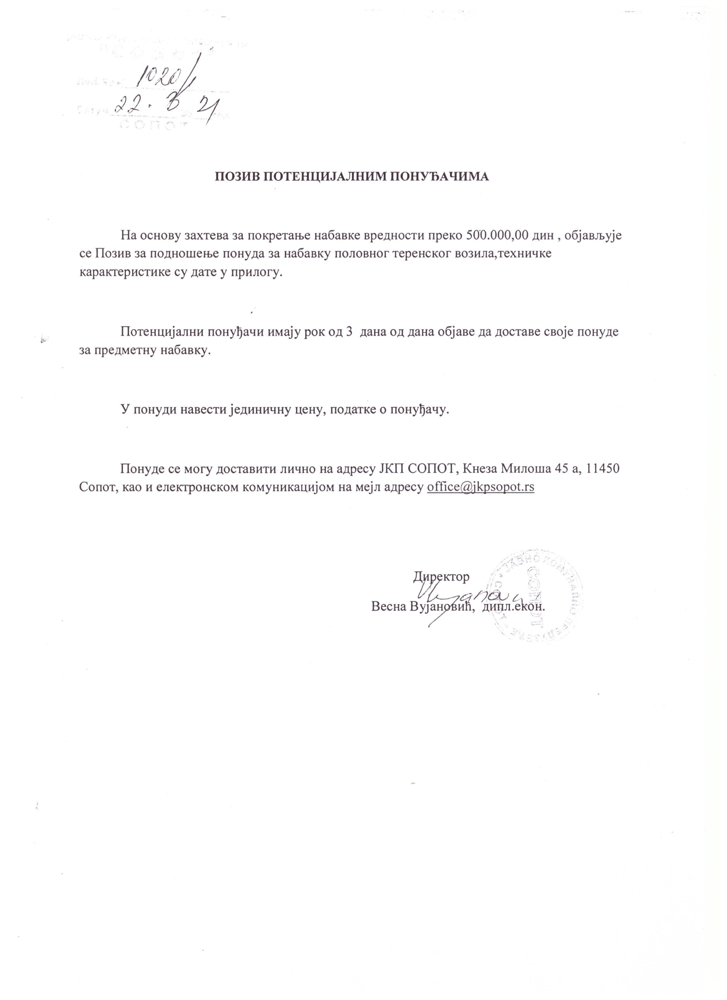 1020/1
22. 3 21
СОПОТ
ПОЗИВ ПОТЕНЦИЈАЛНИМ ПОНУЂАЧИМА
На основу захтева за покретање набавке вредности преко 500.000,00 дин , објављује
се Позив за подношење понуда за набавку половног теренског возила,техничке
карактеристике су дате у прилогу.
Потенцијални понуђачи имају рок од 3 дана од дана објаве да доставе своје понуде
за предметну набавку.
У понуди навести јединичну цену, податке о понуђачу.
Понуде се могу доставити лично на адресу ЈКП СОПОТ, Кнеза Милоша 45 а, 11450
Сопот, као и електронском комуникацијом на мејл адресу office@jkpsopot.rs
Директор
Весна Вујановић, дипл.екон.
ЈАВНО КОМУНАЛНО ПРЕДУЗЕЋЕ
СОПОТ